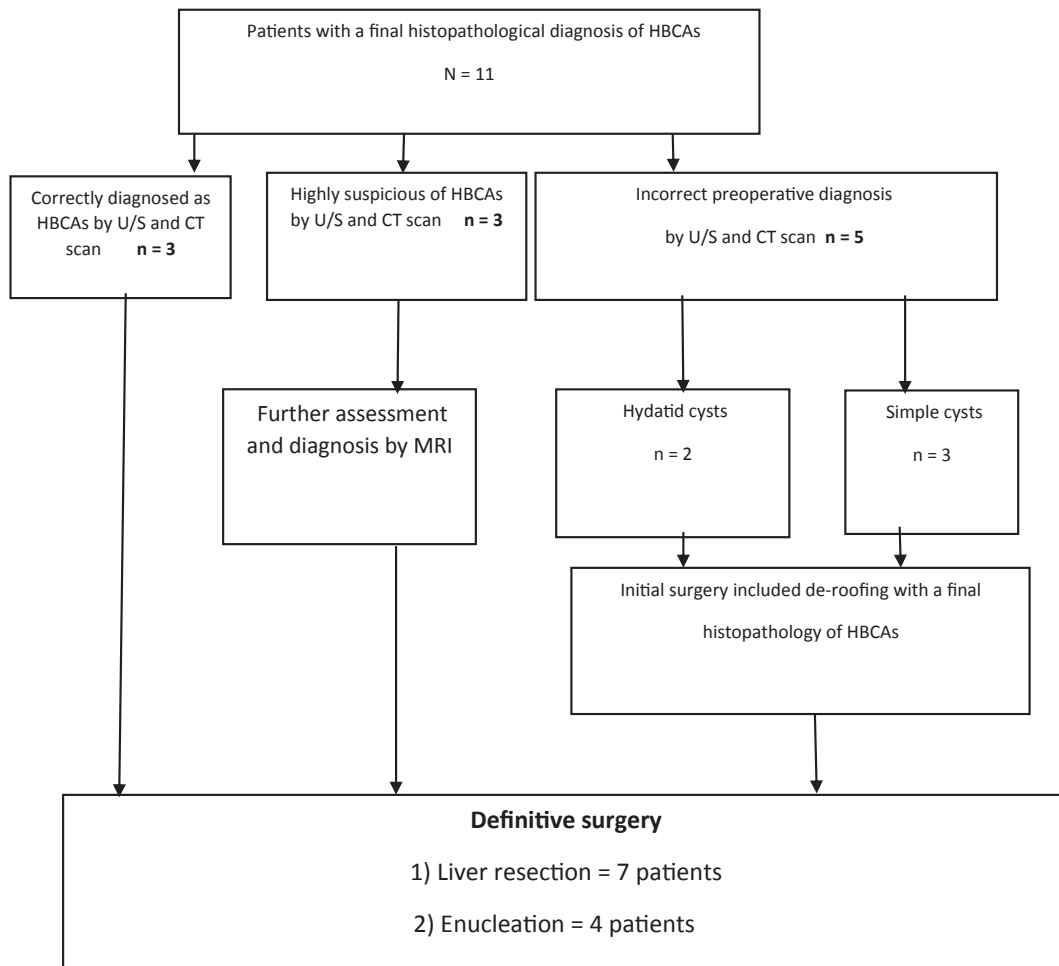 Patients with a final histopathological diagnosis of HBCAs
N = 11
Correctly diagnosed as
HBCAs by U/S and CT
scan n = 3
Highly suspicious of HBCAs
by U/S and CT scan n = 3
Incorrect preoperative diagnosis
by U/S and CT scan n = 5
Further assessment
and diagnosis by MRI
Hydatid cysts
n = 2
Simple cysts
n = 3
Initial surgery included de-roofing with a final
histopathology of HBCAs
Definitive surgery
1) Liver resection = 7 patients
2) Enucleation = 4 patients